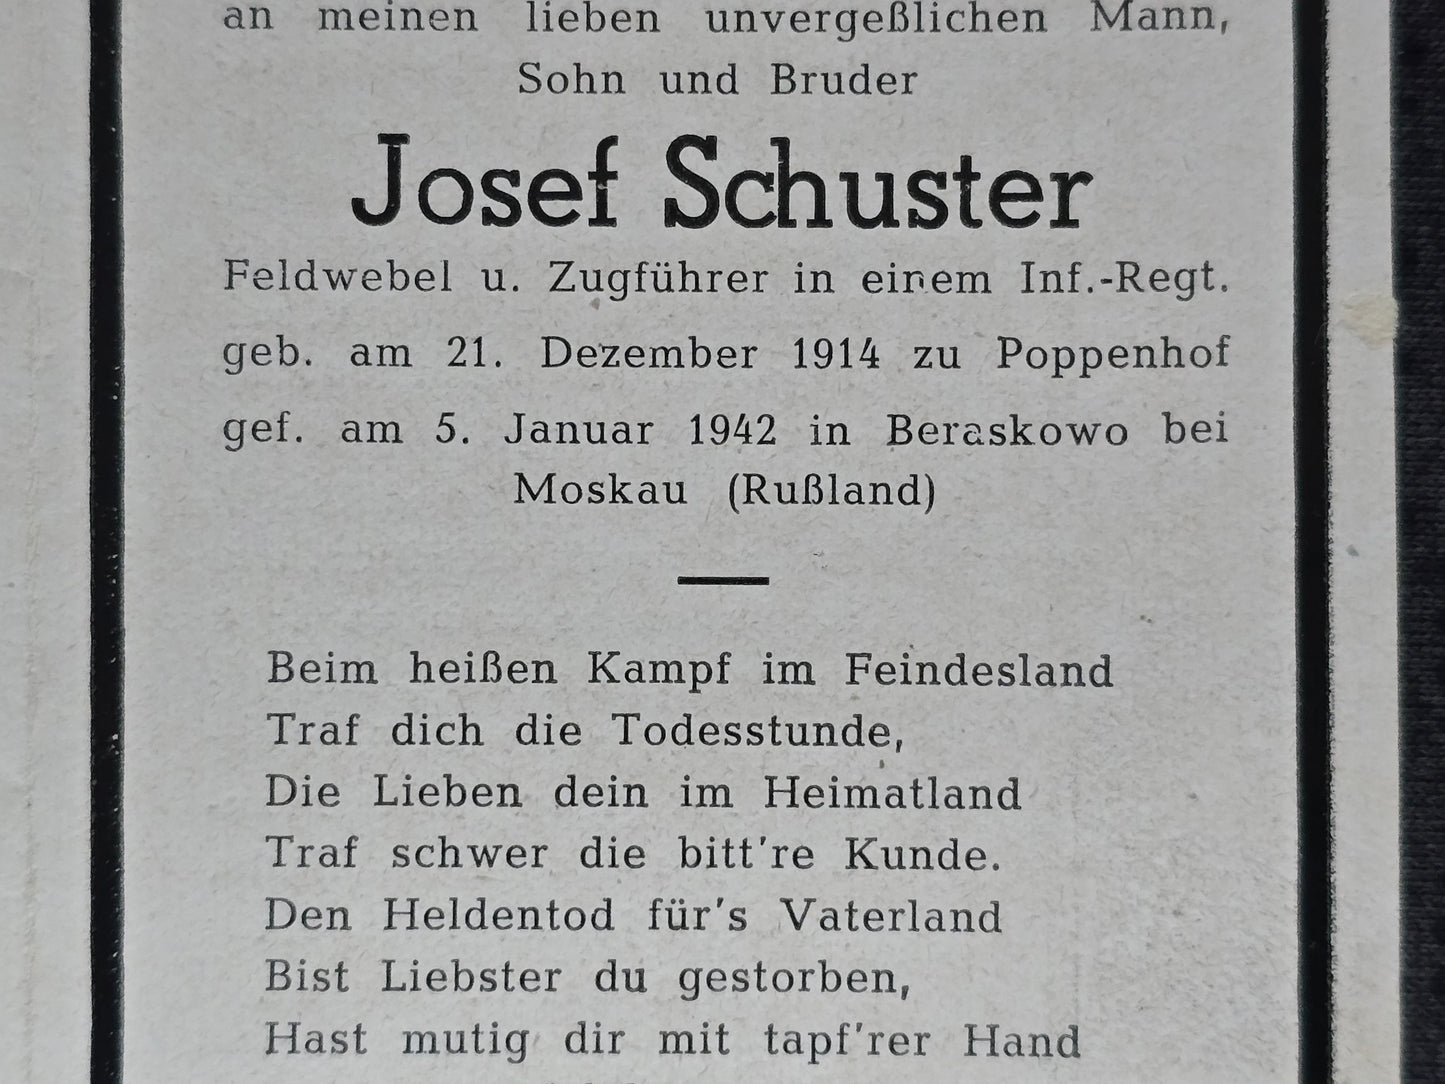 an meinen lieben unvergeßlichen Mann,
Sohn und Bruder
Josef Schuster
Feldwebel u. Zugführer in einem Inf.-Regt.
geb. am 21. Dezember 1914 zu Poppenhof
gef. am 5. Januar 1942 in Beraskowo bei
Moskau (Rußland)
Beim heißen Kampf im Feindesland
Traf dich die Todesstunde,
Die Lieben dein im Heimatland
Traf schwer die bitt're Kunde.
Den Heldentod für's Vaterland
Bist Liebster du gestorben,
Hast mutig dir mit tapf'rer Hand